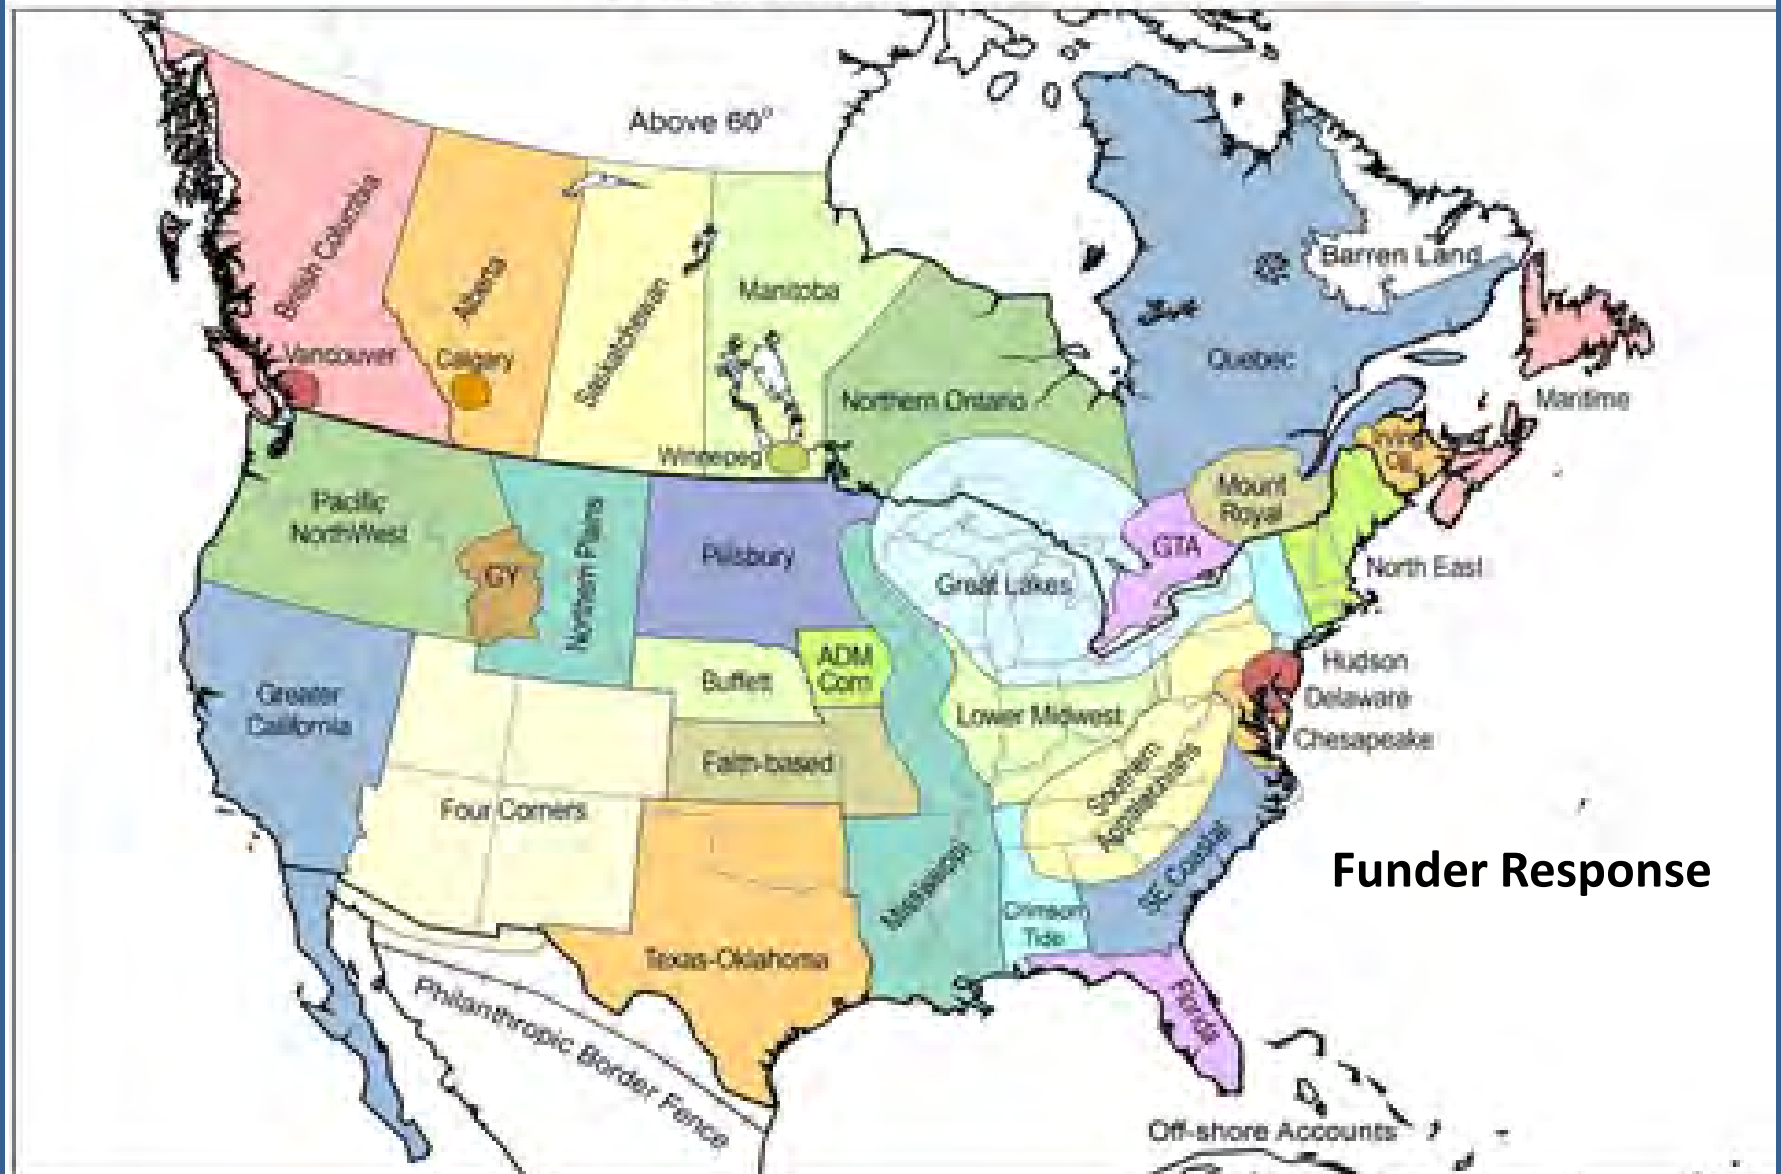 Above 60°
British Columbia
Alberta
Saskatchewan
Manitoba
Barren Land
Vancouver
Calgary
Quebec
Northern Ontario
Maritime
Winnepeg
Irving
Oil
Pacific
NorthWest
Northern Plains
Pillsbury
Mount
Royal
GTA
GY
Great Lakes
North East
ADM
Corn
Buffett
Hudson
Delaware
Chesapeake
Greater
California
Lower Midwest
Faith-based
Southern
Appalachians
Four Corners
SE Coastal
Mississippi
Funder Response
Crimson
Tide
Texas-Oklahoma
Florida
Philanthropic Border Fence
Off-shore Accounts